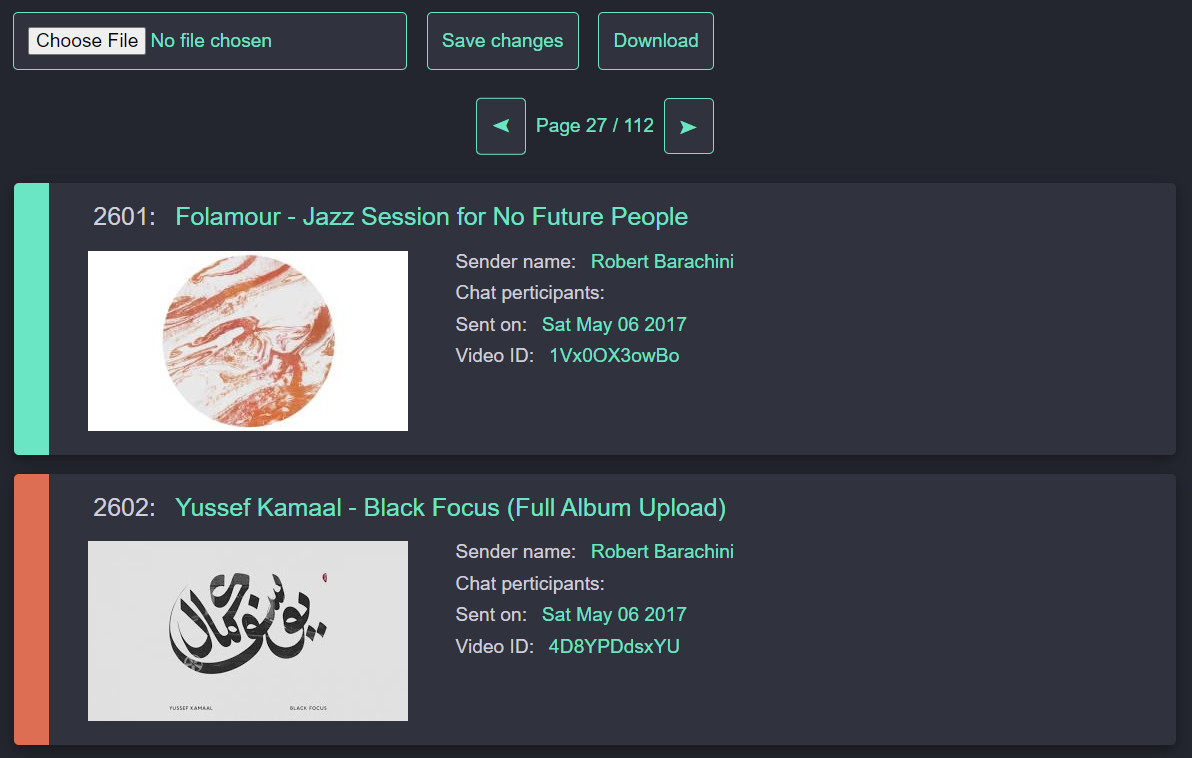 Choose File No file chosen
Save changes
Download
Page 27 / 112
2601: Folamour - Jazz Session for No Future People
Sender name: Robert Barachini
Chat perticipants:
Sent on: Sat May 06 2017
Video ID: 1Vx0OX3owBo
2602: Yussef Kamaal - Black Focus (Full Album Upload)
يوسف كمال
YUSSEF KAMAAL
BLACK FOCUS
Sender name: Robert Barachini
Chat perticipants:
Sent on: Sat May 06 2017
Video ID: 4D8YPDdsxYU